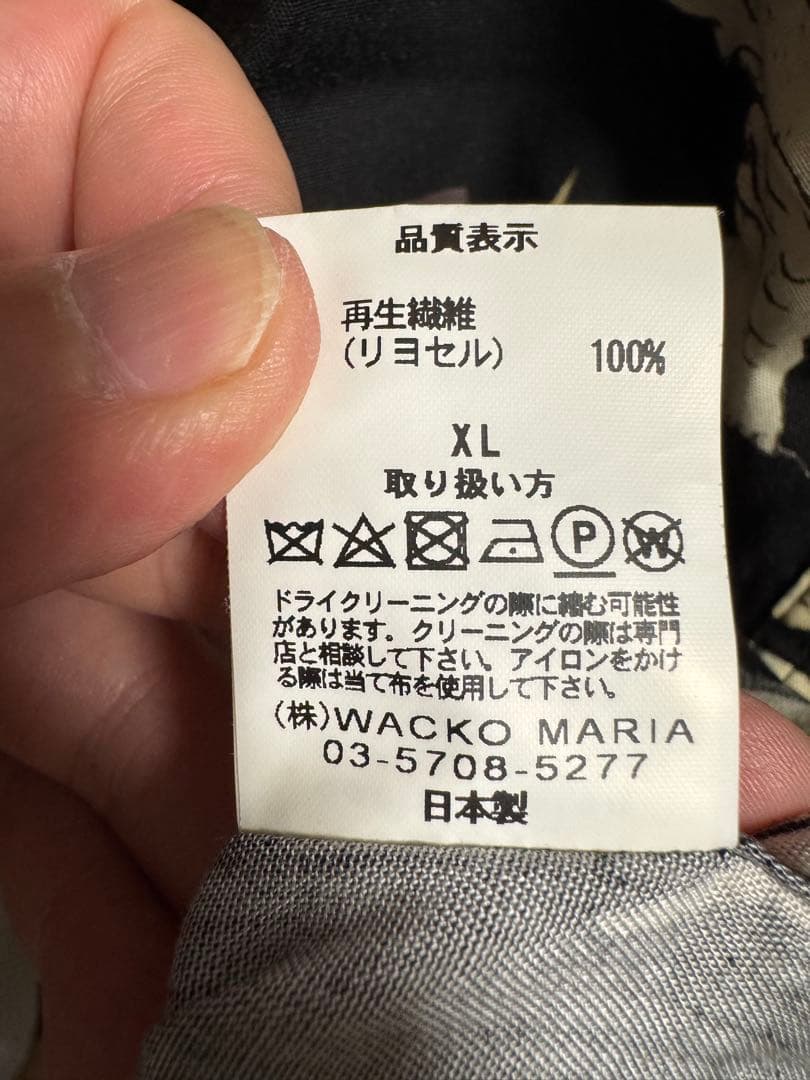 品質表示
再生繊維
(リヨセル) 100%
XL
取り扱い方
P W
ドライクリーニングの際に縮む可能性
があります。クリーニングの際は専門
店と相談して下さい。アイロンをかけ
る際は当て布を使用して下さい。
(株)WACKO MARIA
03-5708-5277
日本製